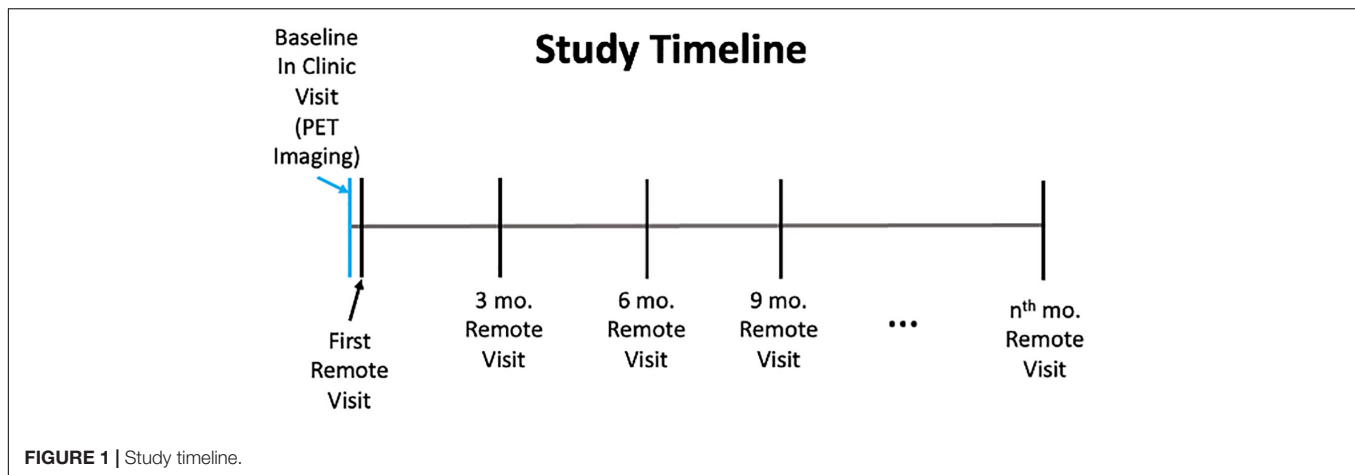 Study Timeline
Baseline
In Clinic
Visit
(PET
Imaging)
First
Remote
Visit
3 mo.
Remote
Visit
6 mo.
Remote
Visit
9 mo.
Remote
Visit
...
nth mo.
Remote
Visit
FIGURE 1 | Study timeline.